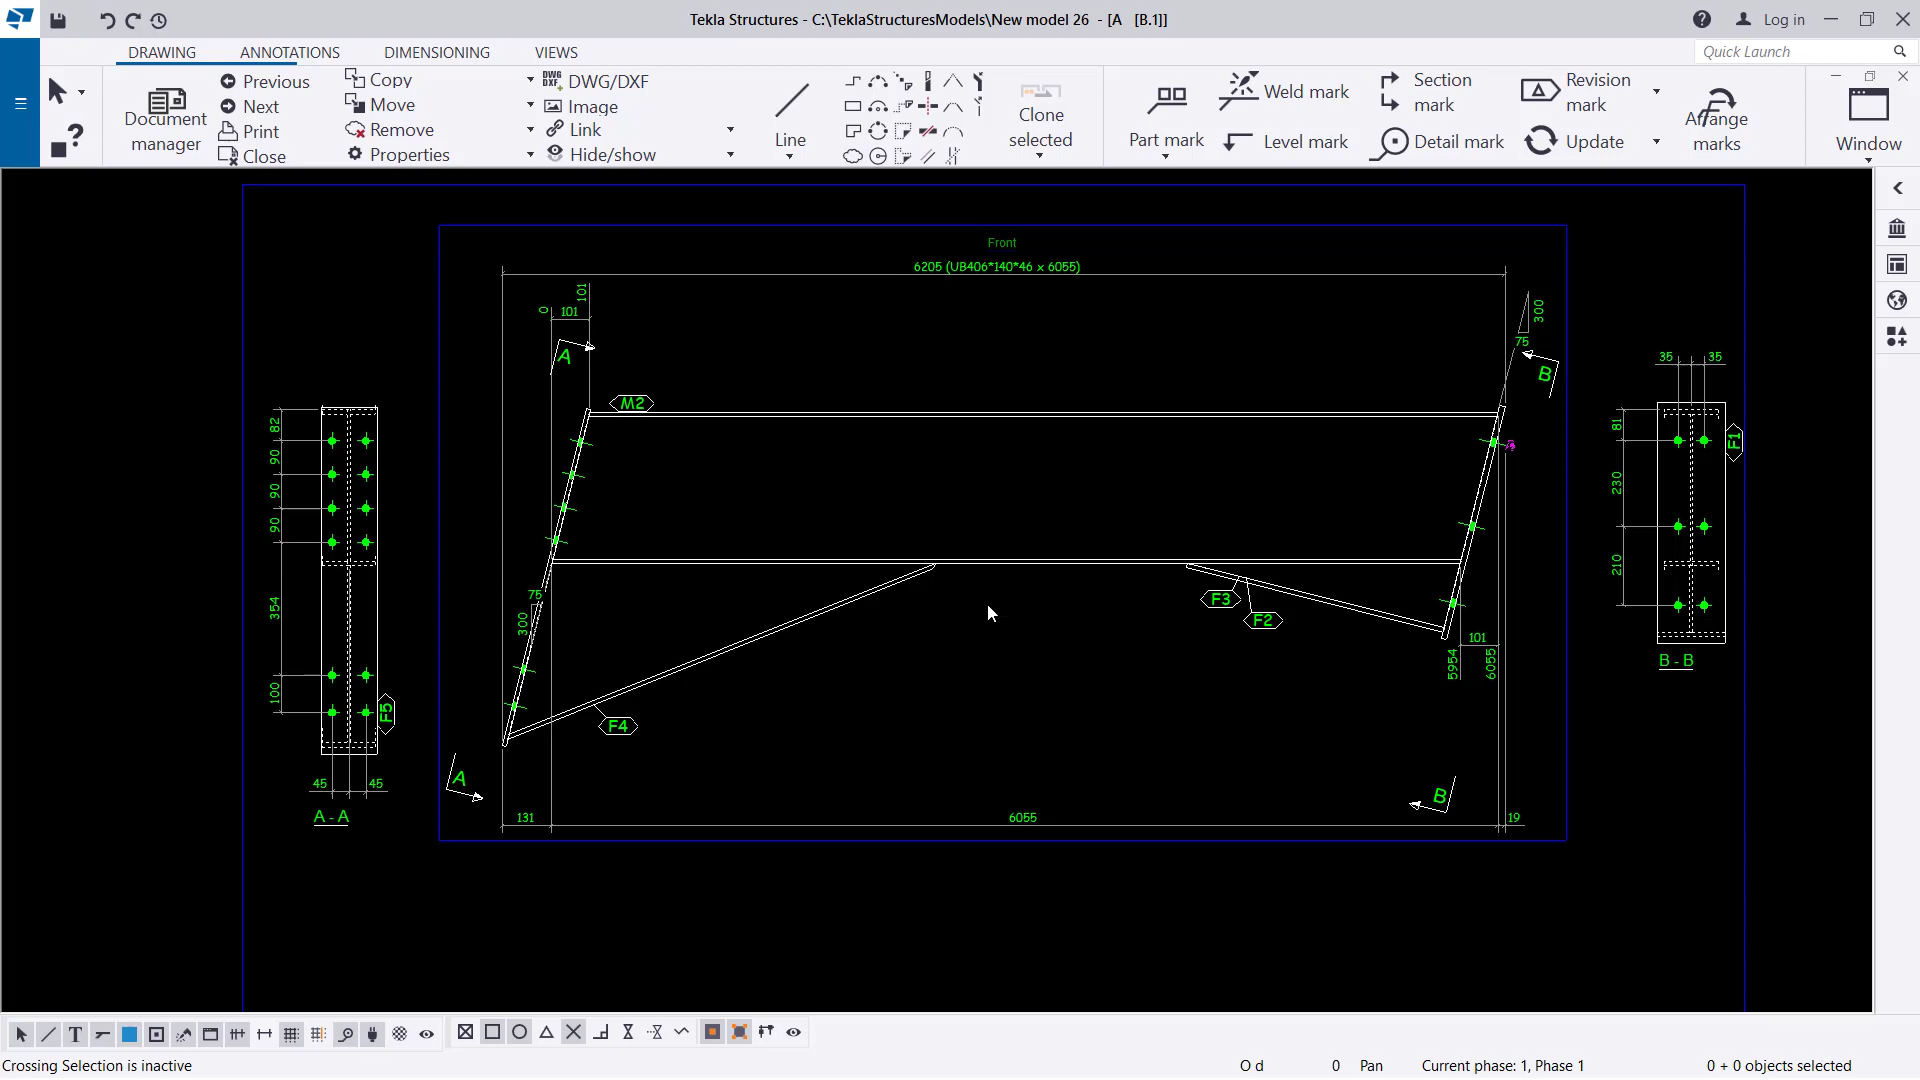 Tekla Structures - C:\TeklaStructuresModels\New model 26 - [A [B.1]]
Log in
DRAWING ANNOTATIONS DIMENSIONING VIEWS
Quick Launch
Document manager
Previous
Next
Print
Close
Copy
Move
Remove
Properties
DWG/DXF
Image
Link
Hide/show
Line
Clone selected
Part mark
Weld mark
Level mark
Section mark
Detail mark
Revision mark
Update
Arrange marks
Window
Front
6205 (UB406*140*46 x 6055)
0
101
101
A
M2
300
75
B
82
90
90
90
354
100
F5
45
45
A - A
75
300
F4
A
F3
F2
101
5954
6055
B
131
6055
19
35
35
81
230
210
F1
B - B
Crossing Selection is inactive
O d
0
Pan
Current phase: 1, Phase 1
0 + 0 objects selected